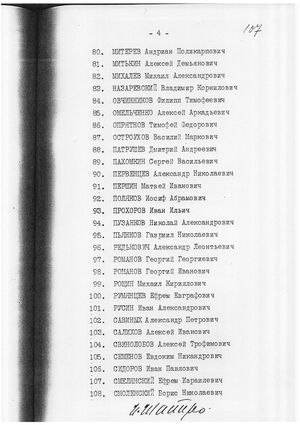 - 4 -
107
80. МИТЕРЕВ Андриан Поликарпович
81. МИТЬКИН Алексей Демьянович
82. МИХАЛЕВ Михаил Александрович
83. НАЗАРЕВСКИЙ Владимир Корнилович
84. ОВЧИННИКОВ Филипп Тимофеевич
85. ОМЕЛЬЧЕНКО Алексей Аркадьевич
86. ОПРЯТНОВ Тимофей Федорович
87. ОСТРОУХОВ Василий Маркович
88. ПАТРУШЕВ Дмитрий Андреевич
89. ПАХОМКИН Сергей Васильевич
90. ПЕРВЕНЦЕВ Александр Николаевич
91. ПЕРШИН Матвей Иванович
92. ПОЛЯКОВ Иосиф Абрамович
93. ПРОХОРОВ Иван Ильич
94. ПУЗАНКОВ Николай Александрович
95. ПЬЯНКОВ Гавриил Николаевич
96. РЕДЬКОВИЧ Александр Леонтьевич
97. РОМАНОВ Георгий Георгиевич
98. РОМАНОВ Георгий Иванович
99. РОЩИН Михаил Кириллович
100. РУМЯНЦЕВ Ефрем Евграфович
101. РУСИН Иван Александрович
102. САВИНЫХ Александр Петрович
103. САЛИХОВ Алексей Иванович
104. СВИНОЛОБОВ Алексей Трофимович
105. СЕМЕНОВ Евдоким Никандрович
106. СИДОРОВ Иван Павлович
107. СМЕЛЯНСКИЙ Ефрем Израилевич
108. СМОЛЕНСКИЙ Борис Николаевич